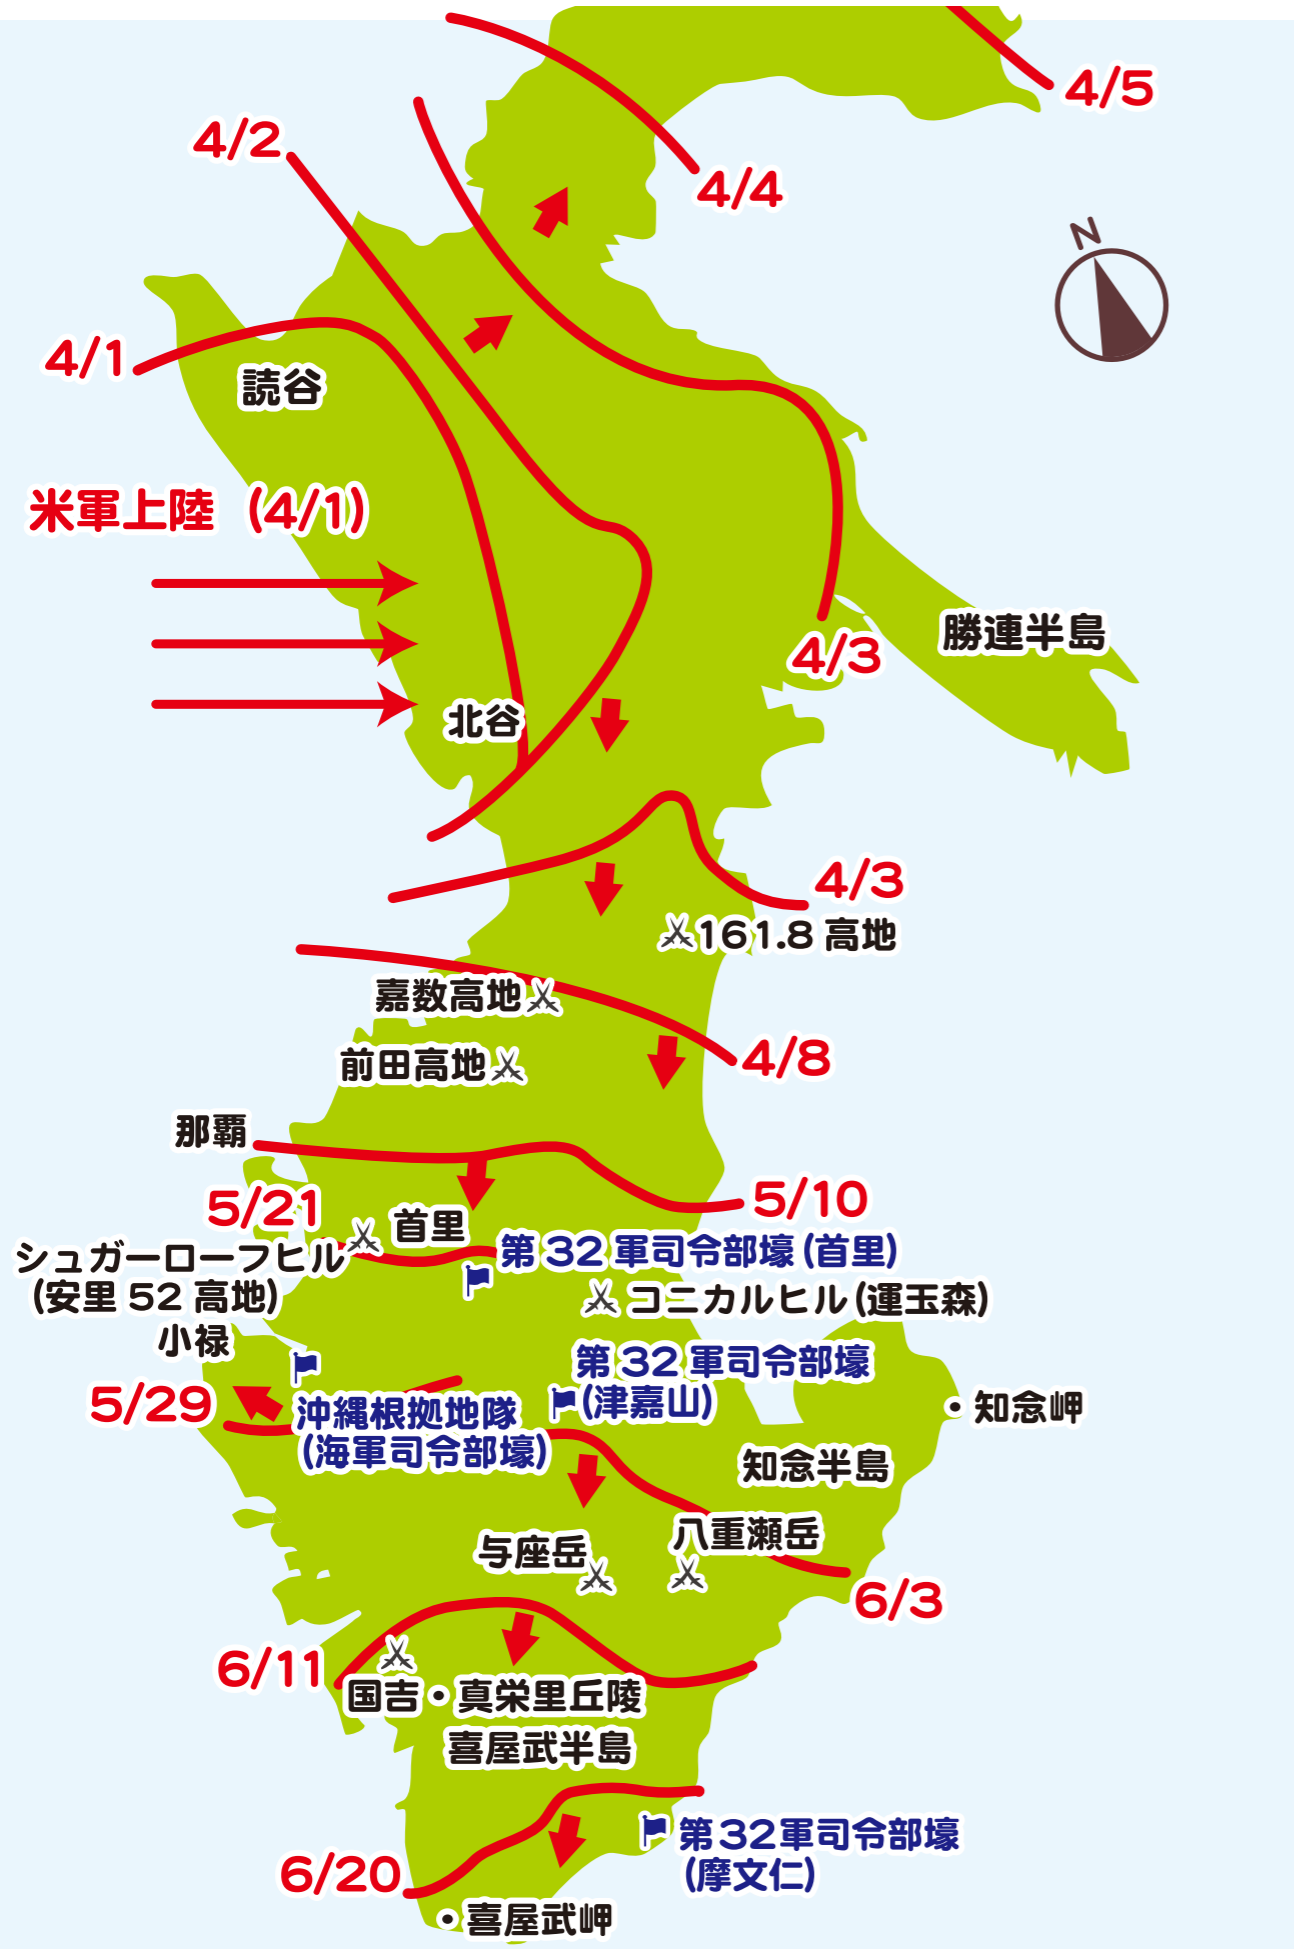 4/5
4/2
4/4
N
4/1
読谷
米軍上陸 (4/1)
勝連半島
4/3
北谷
4/3
161.8 高地
嘉数高地
4/8
前田高地
那覇
5/10
5/21
首里
第 32 軍司令部壕 (首里)
シュガーローフヒル
(安里 52 高地)
コニカルヒル (運玉森)
小禄
第 32 軍司令部壕
(津嘉山)
5/29
沖縄根拠地隊
(海軍司令部壕)
・知念岬
知念半島
八重瀬岳
与座岳
6/3
6/11
国吉・真栄里丘陵
喜屋武半島
第32軍司令部壕
(摩文仁)
6/20
・喜屋武岬